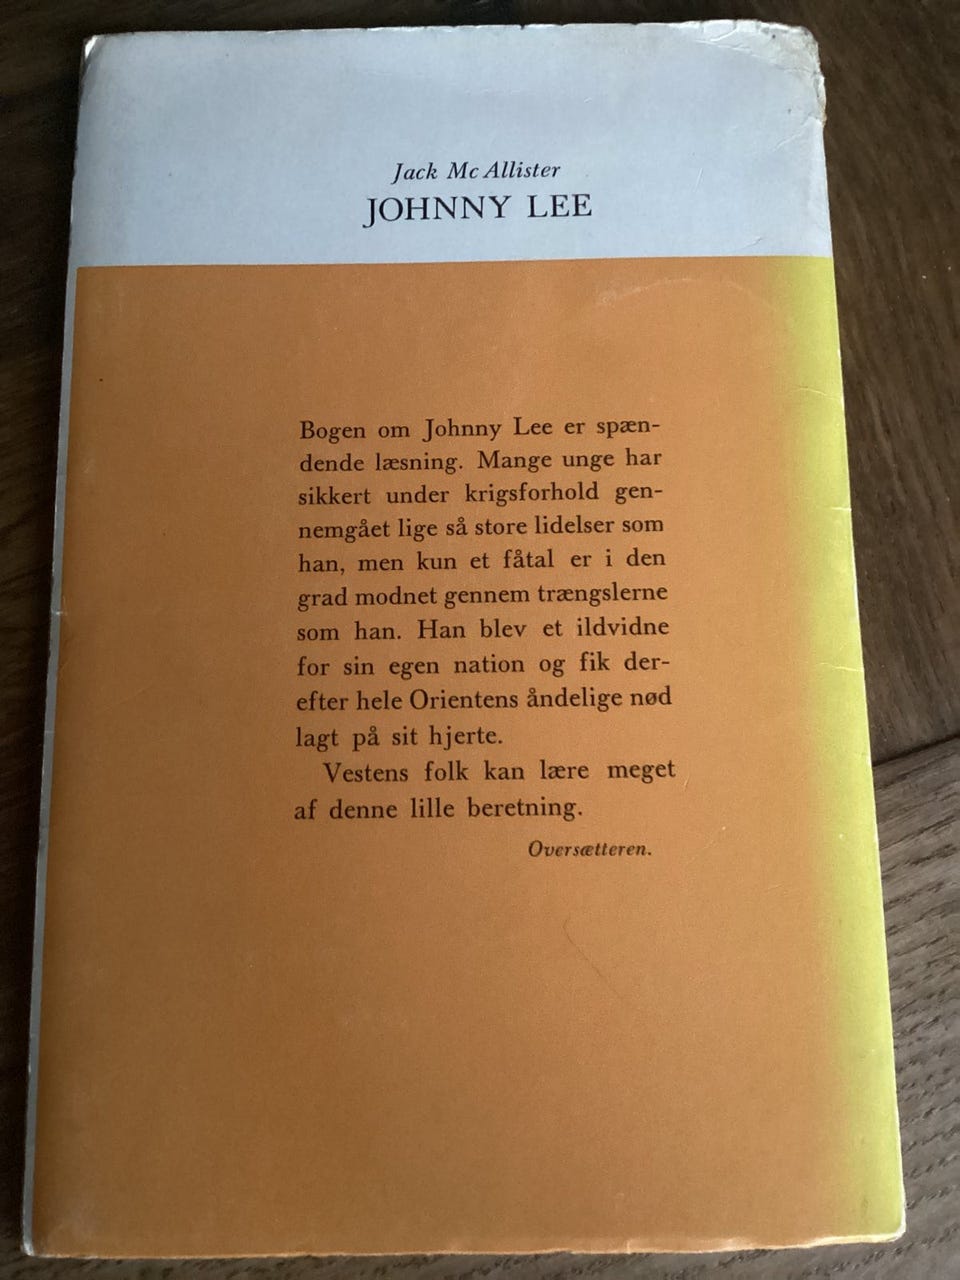 Jack Mc Allister
JOHNNY LEE
Bogen om Johnny Lee er spæn-
dende læsning. Mange unge har
sikkert under krigsforhold gen-
nemgået lige så store lidelser som
han, men kun et fåtal er i den
grad modnet gennem trængslerne
som han. Han blev et ildvidne
for sin egen nation og fik der-
efter hele Orientens åndelige nød
lagt på sit hjerte.
Vestens folk kan lære meget
af denne lille beretning.
Oversætteren.